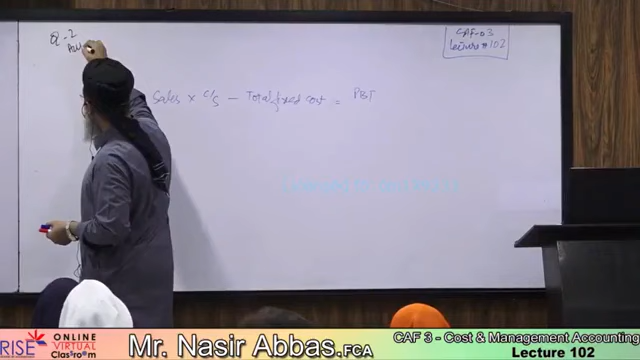 Q-2
CAF-03
Lecture # 102
Sales × C/S – Total fixed cost = PBT
RISE
ONLINE
VIRTUAL
Classroom
Mr. Nasir Abbas.FCA
CAF 3 - Cost & Management Accounting
Lecture 102